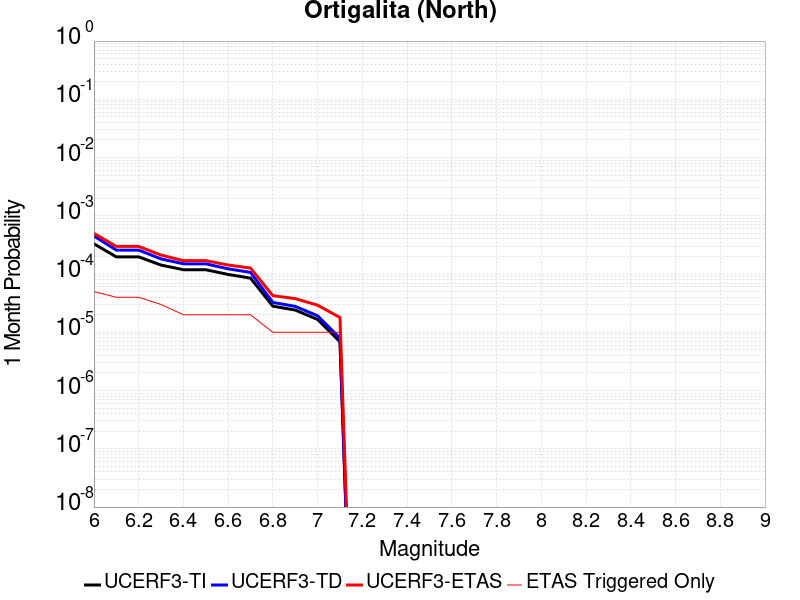 Ortigalita (North)
1 Month Probability
10^0
10^-1
10^-2
10^-3
10^-4
10^-5
10^-6
10^-7
10^-8
6 6.2 6.4 6.6 6.8 7 7.2 7.4 7.6 7.8 8 8.2 8.4 8.6 8.8 9
Magnitude
UCERF3-TI UCERF3-TD UCERF3-ETAS ETAS Triggered Only